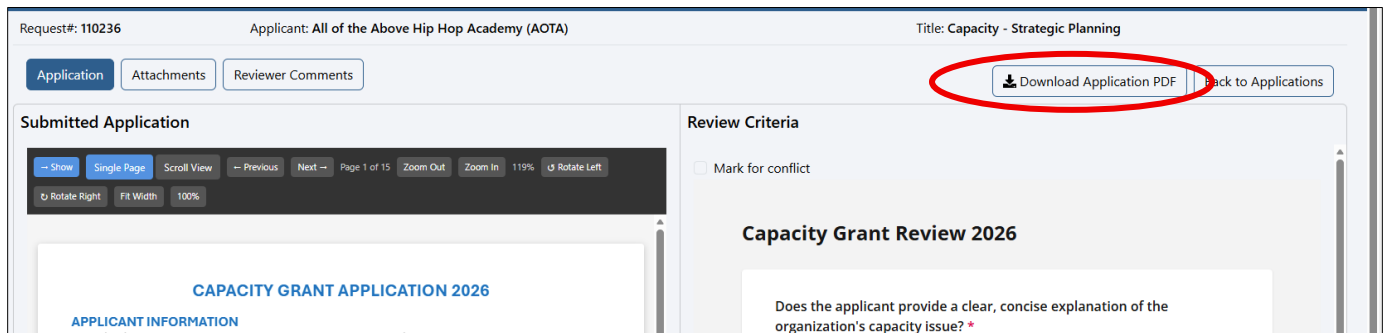 Request#: 110236 Applicant: All of the Above Hip Hop Academy (AOTA) Title: Capacity - Strategic Planning
Application Attachments Reviewer Comments Download Application PDF Back to Applications
Submitted Application
→ Show Single Page Scroll View ← Previous Next → Page 1 of 15 Zoom Out Zoom In 119% ↺ Rotate Left
↻ Rotate Right Fit Width 100%
CAPACITY GRANT APPLICATION 2026
APPLICANT INFORMATION
Review Criteria
Mark for conflict
Capacity Grant Review 2026
Does the applicant provide a clear, concise explanation of the
organization's capacity issue? *